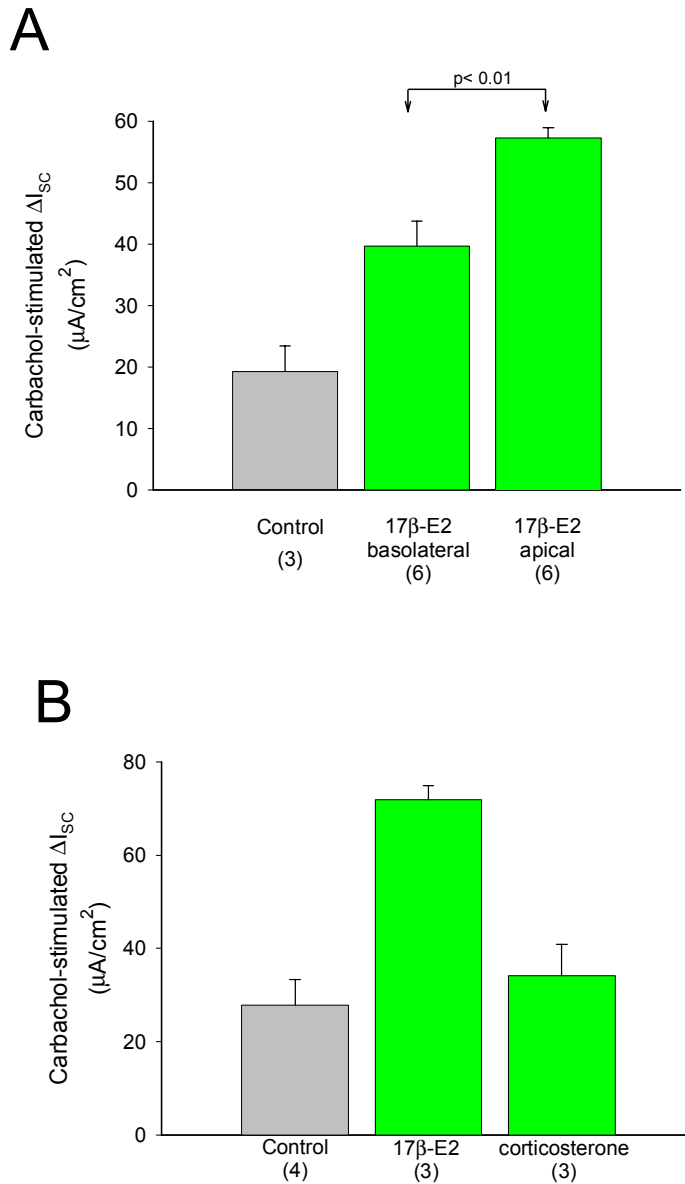 A
p< 0.01
60
50
40
30
20
10
0
Carbachol-stimulated ΔI_SC
(μA/cm²)
Control
(3)
17β-E2
basolateral
(6)
17β-E2
apical
(6)
B
80
60
40
20
0
Carbachol-stimulated ΔI_SC
(μA/cm²)
Control
(4)
17β-E2
(3)
corticosterone
(3)